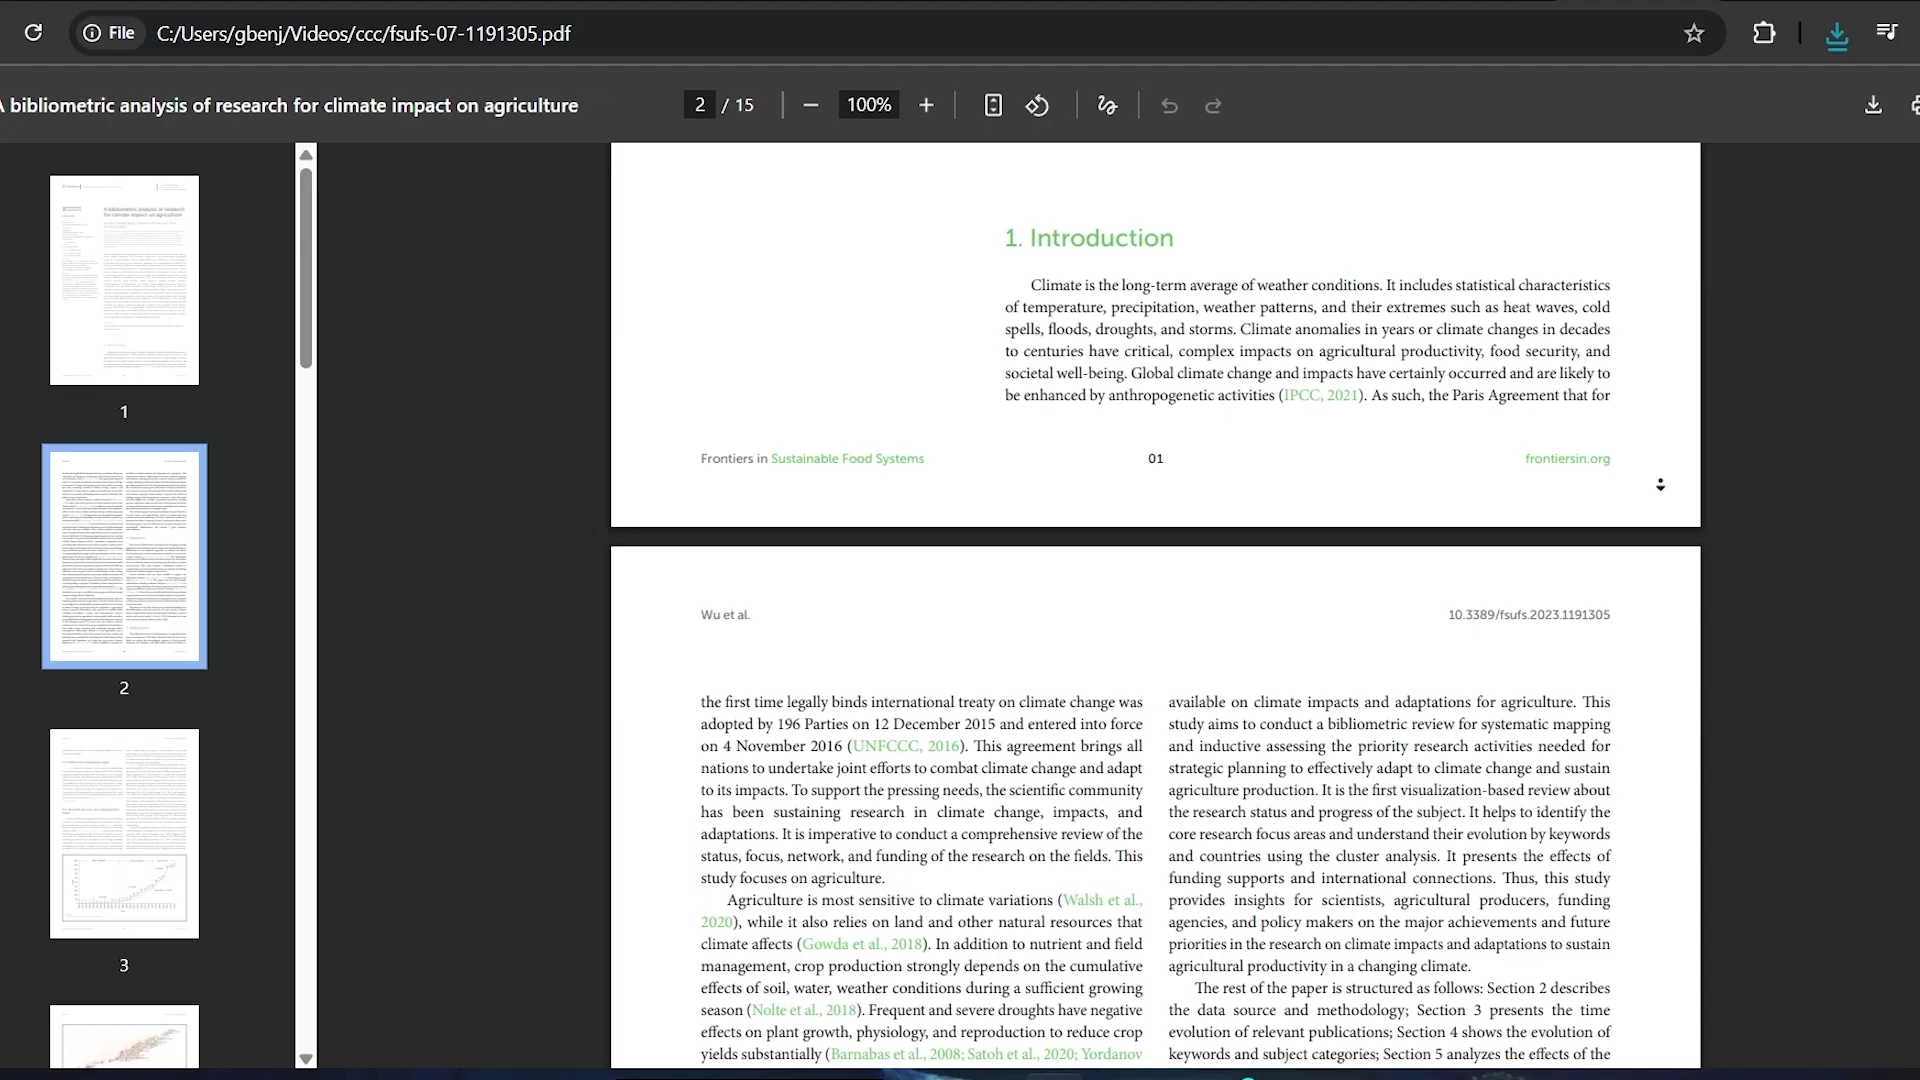 File C:/Users/gbenj/Videos/ccc/fsufs-07-1191305.pdf
A bibliometric analysis of research for climate impact on agriculture
2 / 15
100%
1
2
3
1. Introduction
Climate is the long-term average of weather conditions. It includes statistical characteristics
of temperature, precipitation, weather patterns, and their extremes such as heat waves, cold
spells, floods, droughts, and storms. Climate anomalies in years or climate changes in decades
to centuries have critical, complex impacts on agricultural productivity, food security, and
societal well-being. Global climate change and impacts have certainly occurred and are likely to
be enhanced by anthropogenetic activities (IPCC, 2021). As such, the Paris Agreement that for
Frontiers in Sustainable Food Systems
01
frontiersin.org
Wu et al.
10.3389/fsufs.2023.1191305
the first time legally binds international treaty on climate change was
adopted by 196 Parties on 12 December 2015 and entered into force
on 4 November 2016 (UNFCCC, 2016). This agreement brings all
nations to undertake joint efforts to combat climate change and adapt
to its impacts. To support the pressing needs, the scientific community
has been sustaining research in climate change, impacts, and
adaptations. It is imperative to conduct a comprehensive review of the
status, focus, network, and funding of the research on the fields. This
study focuses on agriculture.
Agriculture is most sensitive to climate variations (Walsh et al.,
2020), while it also relies on land and other natural resources that
climate affects (Gowda et al., 2018). In addition to nutrient and field
management, crop production strongly depends on the cumulative
effects of soil, water, weather conditions during a sufficient growing
season (Nolte et al., 2018). Frequent and severe droughts have negative
effects on plant growth, physiology, and reproduction to reduce crop
yields substantially (Barnabas et al., 2008; Satoh et al., 2020; Yordanov
available on climate impacts and adaptations for agriculture. This
study aims to conduct a bibliometric review for systematic mapping
and inductive assessing the priority research activities needed for
strategic planning to effectively adapt to climate change and sustain
agriculture production. It is the first visualization-based review about
the research status and progress of the subject. It helps to identify the
core research focus areas and understand their evolution by keywords
and countries using the cluster analysis. It presents the effects of
funding supports and international connections. Thus, this study
provides insights for scientists, agricultural producers, funding
agencies, and policy makers on the major achievements and future
priorities in the research on climate impacts and adaptations to sustain
agricultural productivity in a changing climate.
The rest of the paper is structured as follows: Section 2 describes
the data source and methodology; Section 3 presents the time
evolution of relevant publications; Section 4 shows the evolution of
keywords and subject categories; Section 5 analyzes the effects of the